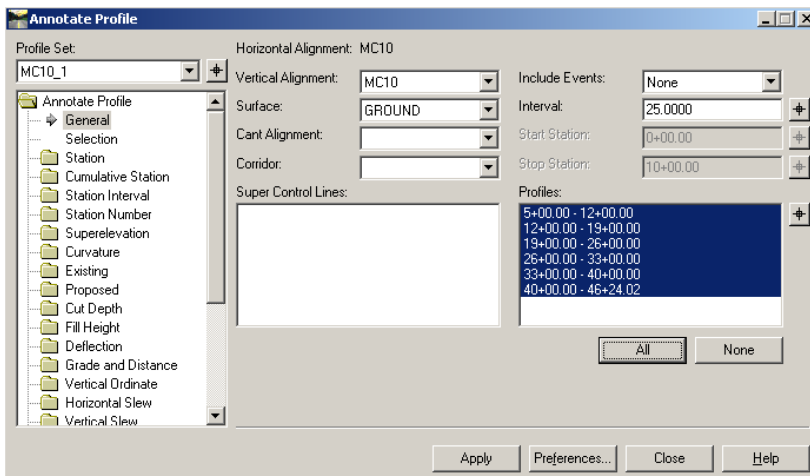 Annotate Profile
Profile Set:
MC10_1
Annotate Profile
General
Selection
Station
Cumulative Station
Station Interval
Station Number
Superelevation
Curvature
Existing
Proposed
Cut Depth
Fill Height
Deflection
Grade and Distance
Vertical Ordinate
Horizontal Slew
Vertical Slew
Horizontal Alignment: MC10
Vertical Alignment: MC10
Surface: GROUND
Cant Alignment:
Corridor:
Super Control Lines:
Include Events: None
Interval: 25.0000
Start Station: 0+00.00
Stop Station: 10+00.00
Profiles:
5+00.00 - 12+00.00
12+00.00 - 19+00.00
19+00.00 - 26+00.00
26+00.00 - 33+00.00
33+00.00 - 40+00.00
40+00.00 - 46+24.02
All None
Apply Preferences... Close Help